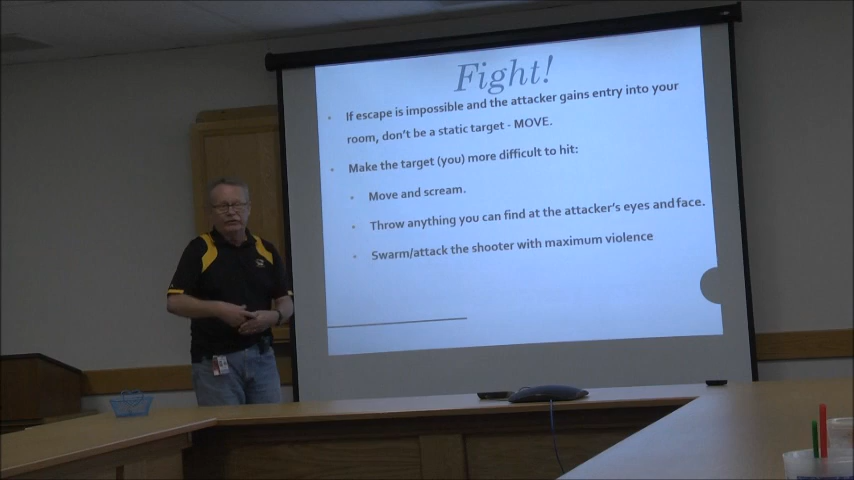 Fight!
• If escape is impossible and the attacker gains entry into your
room, don't be a static target - MOVE.
• Make the target (you) more difficult to hit:
• Move and scream.
• Throw anything you can find at the attacker's eyes and face.
• Swarm/attack the shooter with maximum violence